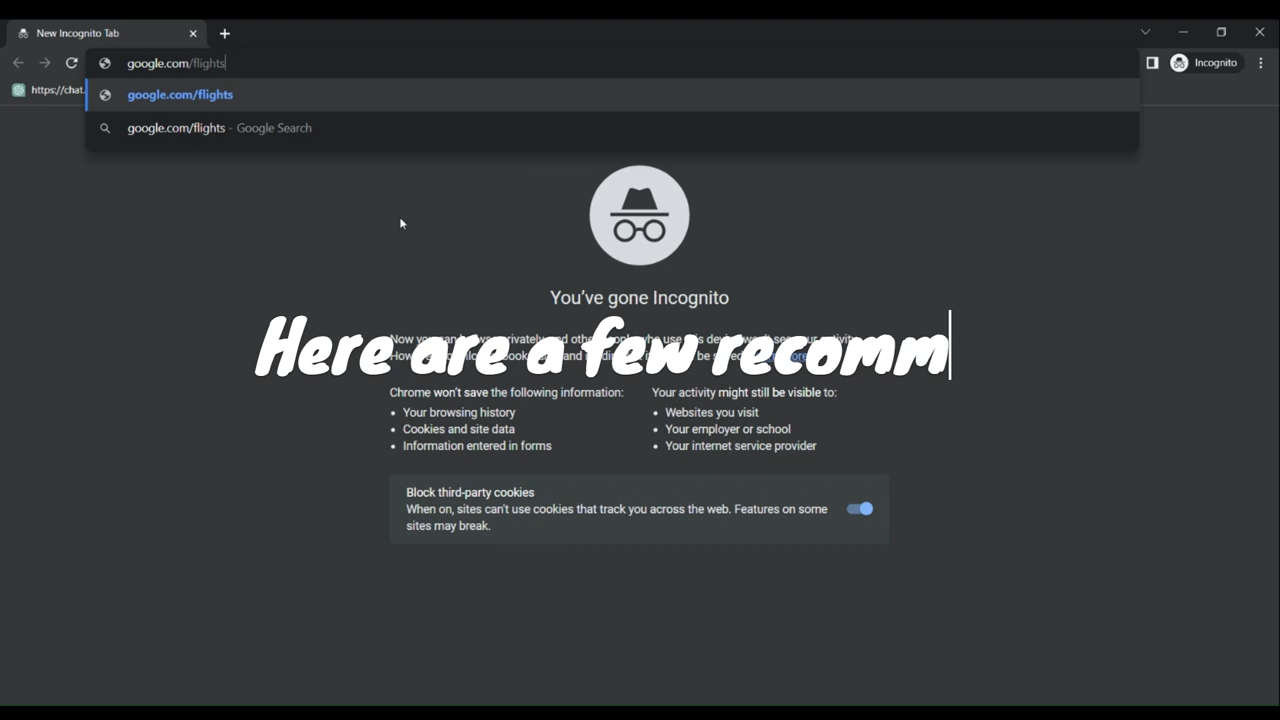 New Incognito Tab
google.com/flights
Incognito
https://chat.
google.com/flights
google.com/flights - Google Search
You've gone Incognito
Here are a few recomm
Chrome won't save the following information:
Your browsing history
Cookies and site data
Information entered in forms
Your activity might still be visible to:
Websites you visit
Your employer or school
Your internet service provider
Block third-party cookies
When on, sites can't use cookies that track you across the web. Features on some
sites may break.